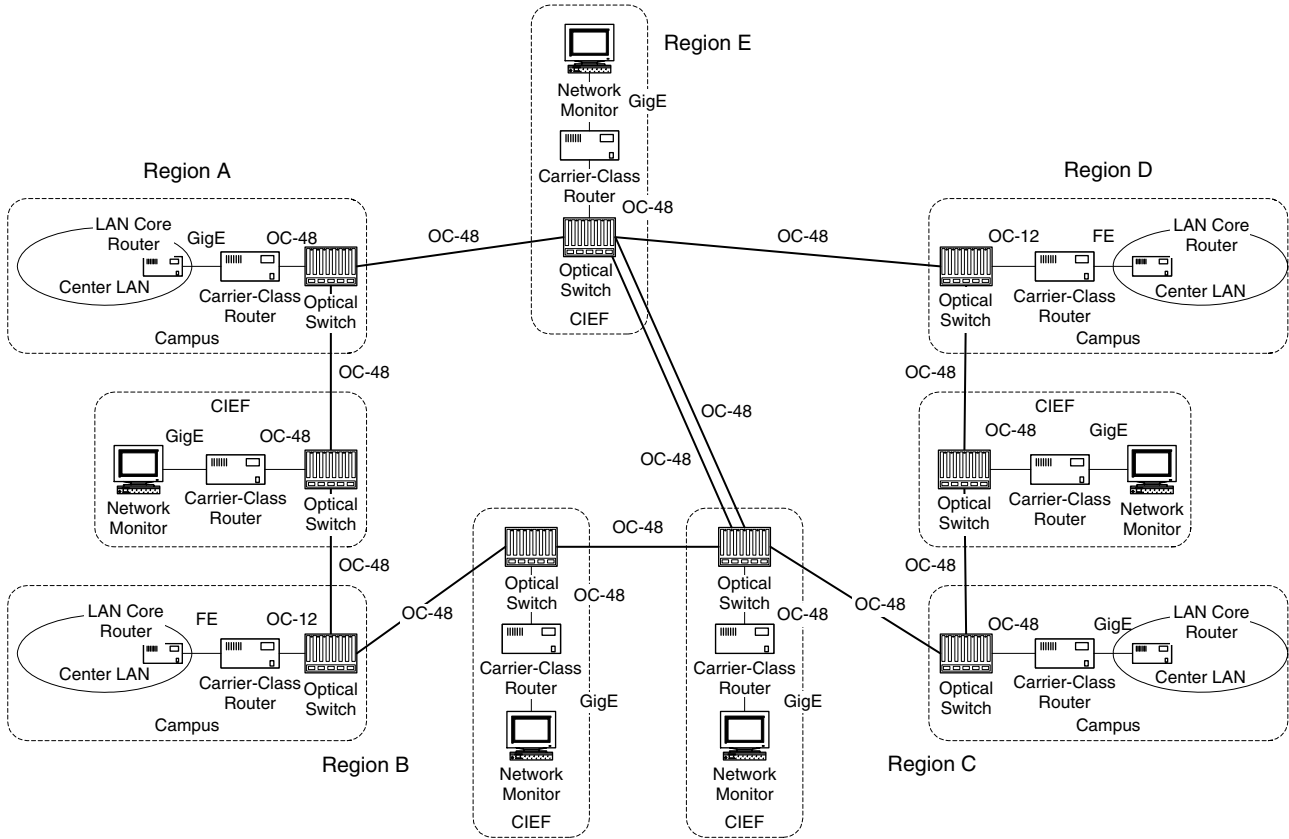 Region E
Network
Monitor
GigE
Carrier-Class
Router
OC-48
Optical
Switch
CIEF
Region A
LAN Core
Router
GigE
OC-48
Center LAN
Carrier-Class
Router
Optical
Switch
Campus
OC-48
OC-48
Region D
OC-12
FE
LAN Core
Router
Center LAN
Carrier-Class
Router
Optical
Switch
Campus
OC-48
OC-48
OC-48
OC-48
CIEF
GigE
OC-48
Network
Monitor
Carrier-Class
Router
Optical
Switch
CIEF
OC-48
GigE
Optical
Switch
Carrier-Class
Router
Network
Monitor
OC-48
OC-48
OC-48
OC-48
OC-48
LAN Core
Router
FE
OC-12
Center LAN
Carrier-Class
Router
Optical
Switch
Campus
Region B
Optical
Switch
OC-48
Carrier-Class
Router
GigE
Network
Monitor
CIEF
Optical
Switch
OC-48
Carrier-Class
Router
GigE
Network
Monitor
CIEF
OC-48
GigE
LAN Core
Router
Center LAN
Optical
Switch
Carrier-Class
Router
Campus
Region C